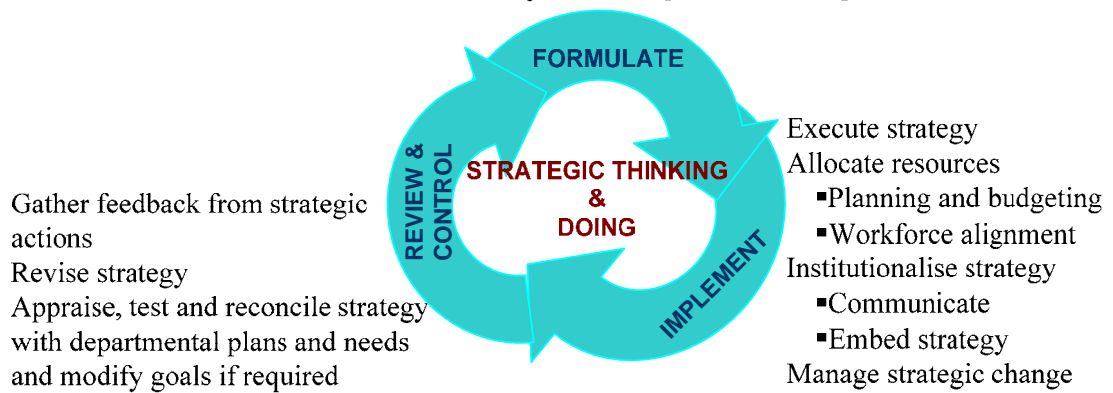 FORMULATE
STRATEGIC THINKING
&
DOING
REVIEW &
CONTROL
IMPLEMENT
Execute strategy
Allocate resources
▪Planning and budgeting
▪Workforce alignment
Institutionalise strategy
▪Communicate
▪Embed strategy
Manage strategic change
Gather feedback from strategic
actions
Revise strategy
Appraise, test and reconcile strategy
with departmental plans and needs
and modify goals if required